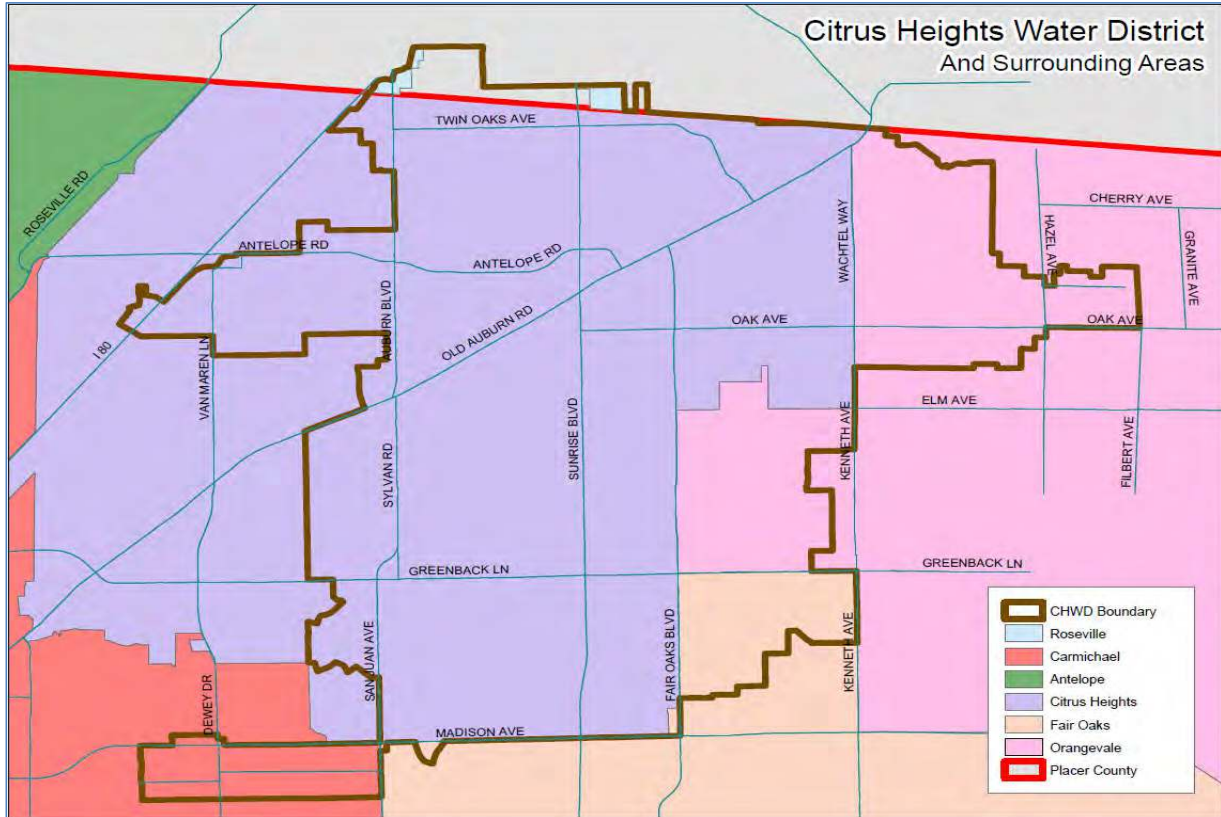 Citrus Heights Water District
And Surrounding Areas
TWIN OAKS AVE
ROSEVILLE RD
CHERRY AVE
WACHTEL WAY
HAZEL AVE
GRANITE AVE
ANTELOPE RD
ANTELOPE RD
AUBURN BLVD
OLD AUBURN RD
OAK AVE
OAK AVE
I 80
VAN MAREN LN
ELM AVE
SUNRISE BLVD
KENNETH AVE
FILBERT AVE
SYLVAN RD
GREENBACK LN
GREENBACK LN
CHWD Boundary
Roseville
Carmichael
Antelope
Citrus Heights
Fair Oaks
Orangevale
Placer County
SAN JUAN AVE
FAIR OAKS BLVD
KENNETH AVE
DEWEY DR
MADISON AVE